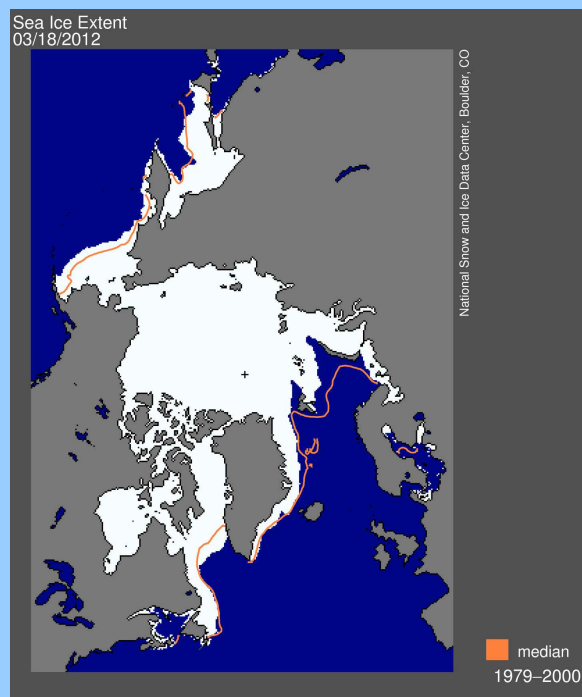 Sea Ice Extent
03/18/2012
National Snow and Ice Data Center, Boulder, CO
median
1979–2000